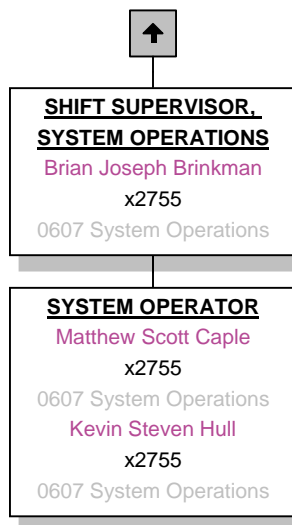 SHIFT SUPERVISOR,
SYSTEM OPERATIONS
Brian Joseph Brinkman
x2755
0607 System Operations
SYSTEM OPERATOR
Matthew Scott Caple
x2755
0607 System Operations
Kevin Steven Hull
x2755
0607 System Operations